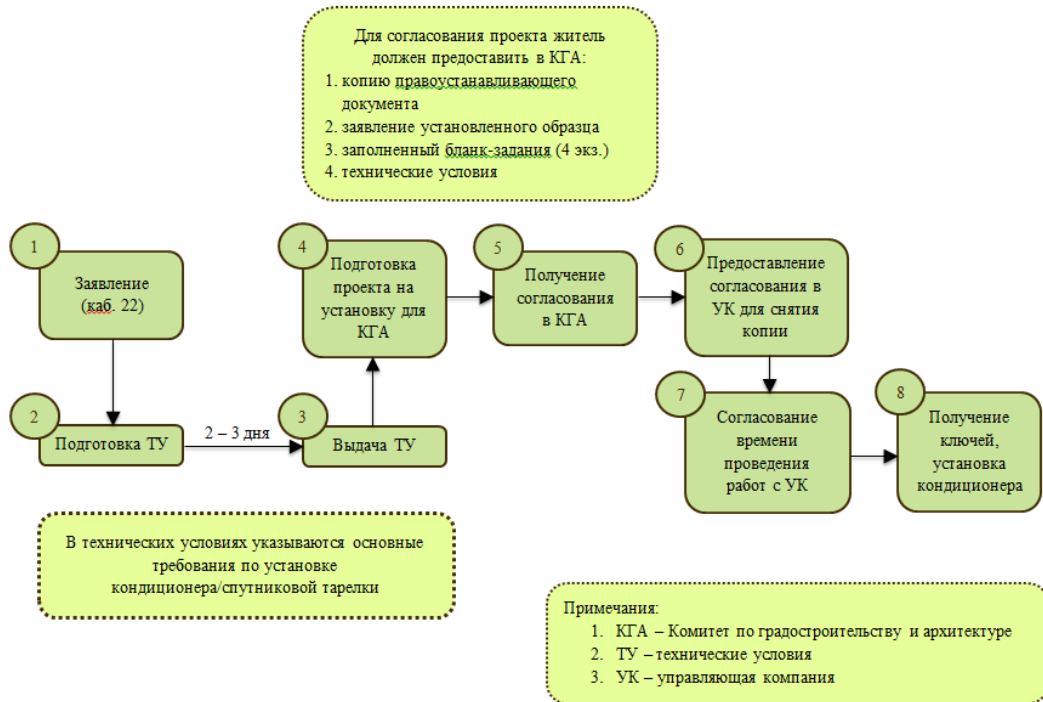 Для согласования проекта житель
должен предоставить в КГА:
1. копию правоустанавливающего
документа
2. заявление установленного образца
3. заполненный бланк-задания (4 экз.)
4. технические условия
1
Заявление
(каб. 22)
2
Подготовка ТУ
2 – 3 дня
3
Выдача ТУ
4
Подготовка
проекта на
установку для
КГА
5
Получение
согласования
в КГА
6
Предоставление
согласования в
УК для снятия
копии
7
Согласование
времени
проведения
работ с УК
8
Получение
ключей,
установка
кондиционера
В технических условиях указываются основные
требования по установке
кондиционера/спутниковой тарелки
Примечания:
1. КГА – Комитет по градостроительству и архитектуре
2. ТУ – технические условия
3. УК – управляющая компания